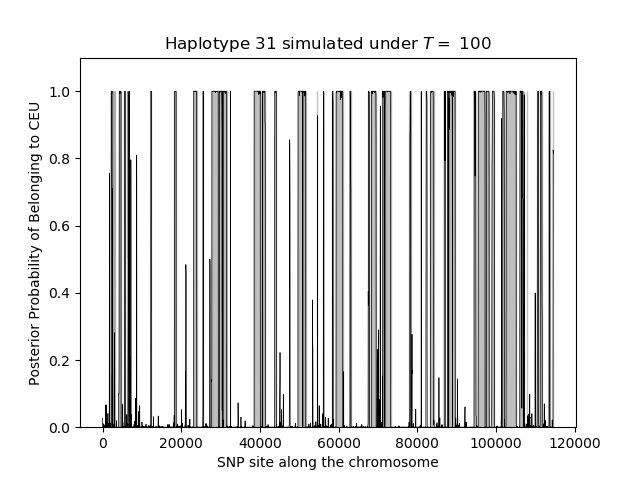 Haplotype 31 simulated under T = 100
Posterior Probability of Belonging to CEU
1.0
0.8
0.6
0.4
0.2
0.0
0 20000 40000 60000 80000 100000 120000
SNP site along the chromosome